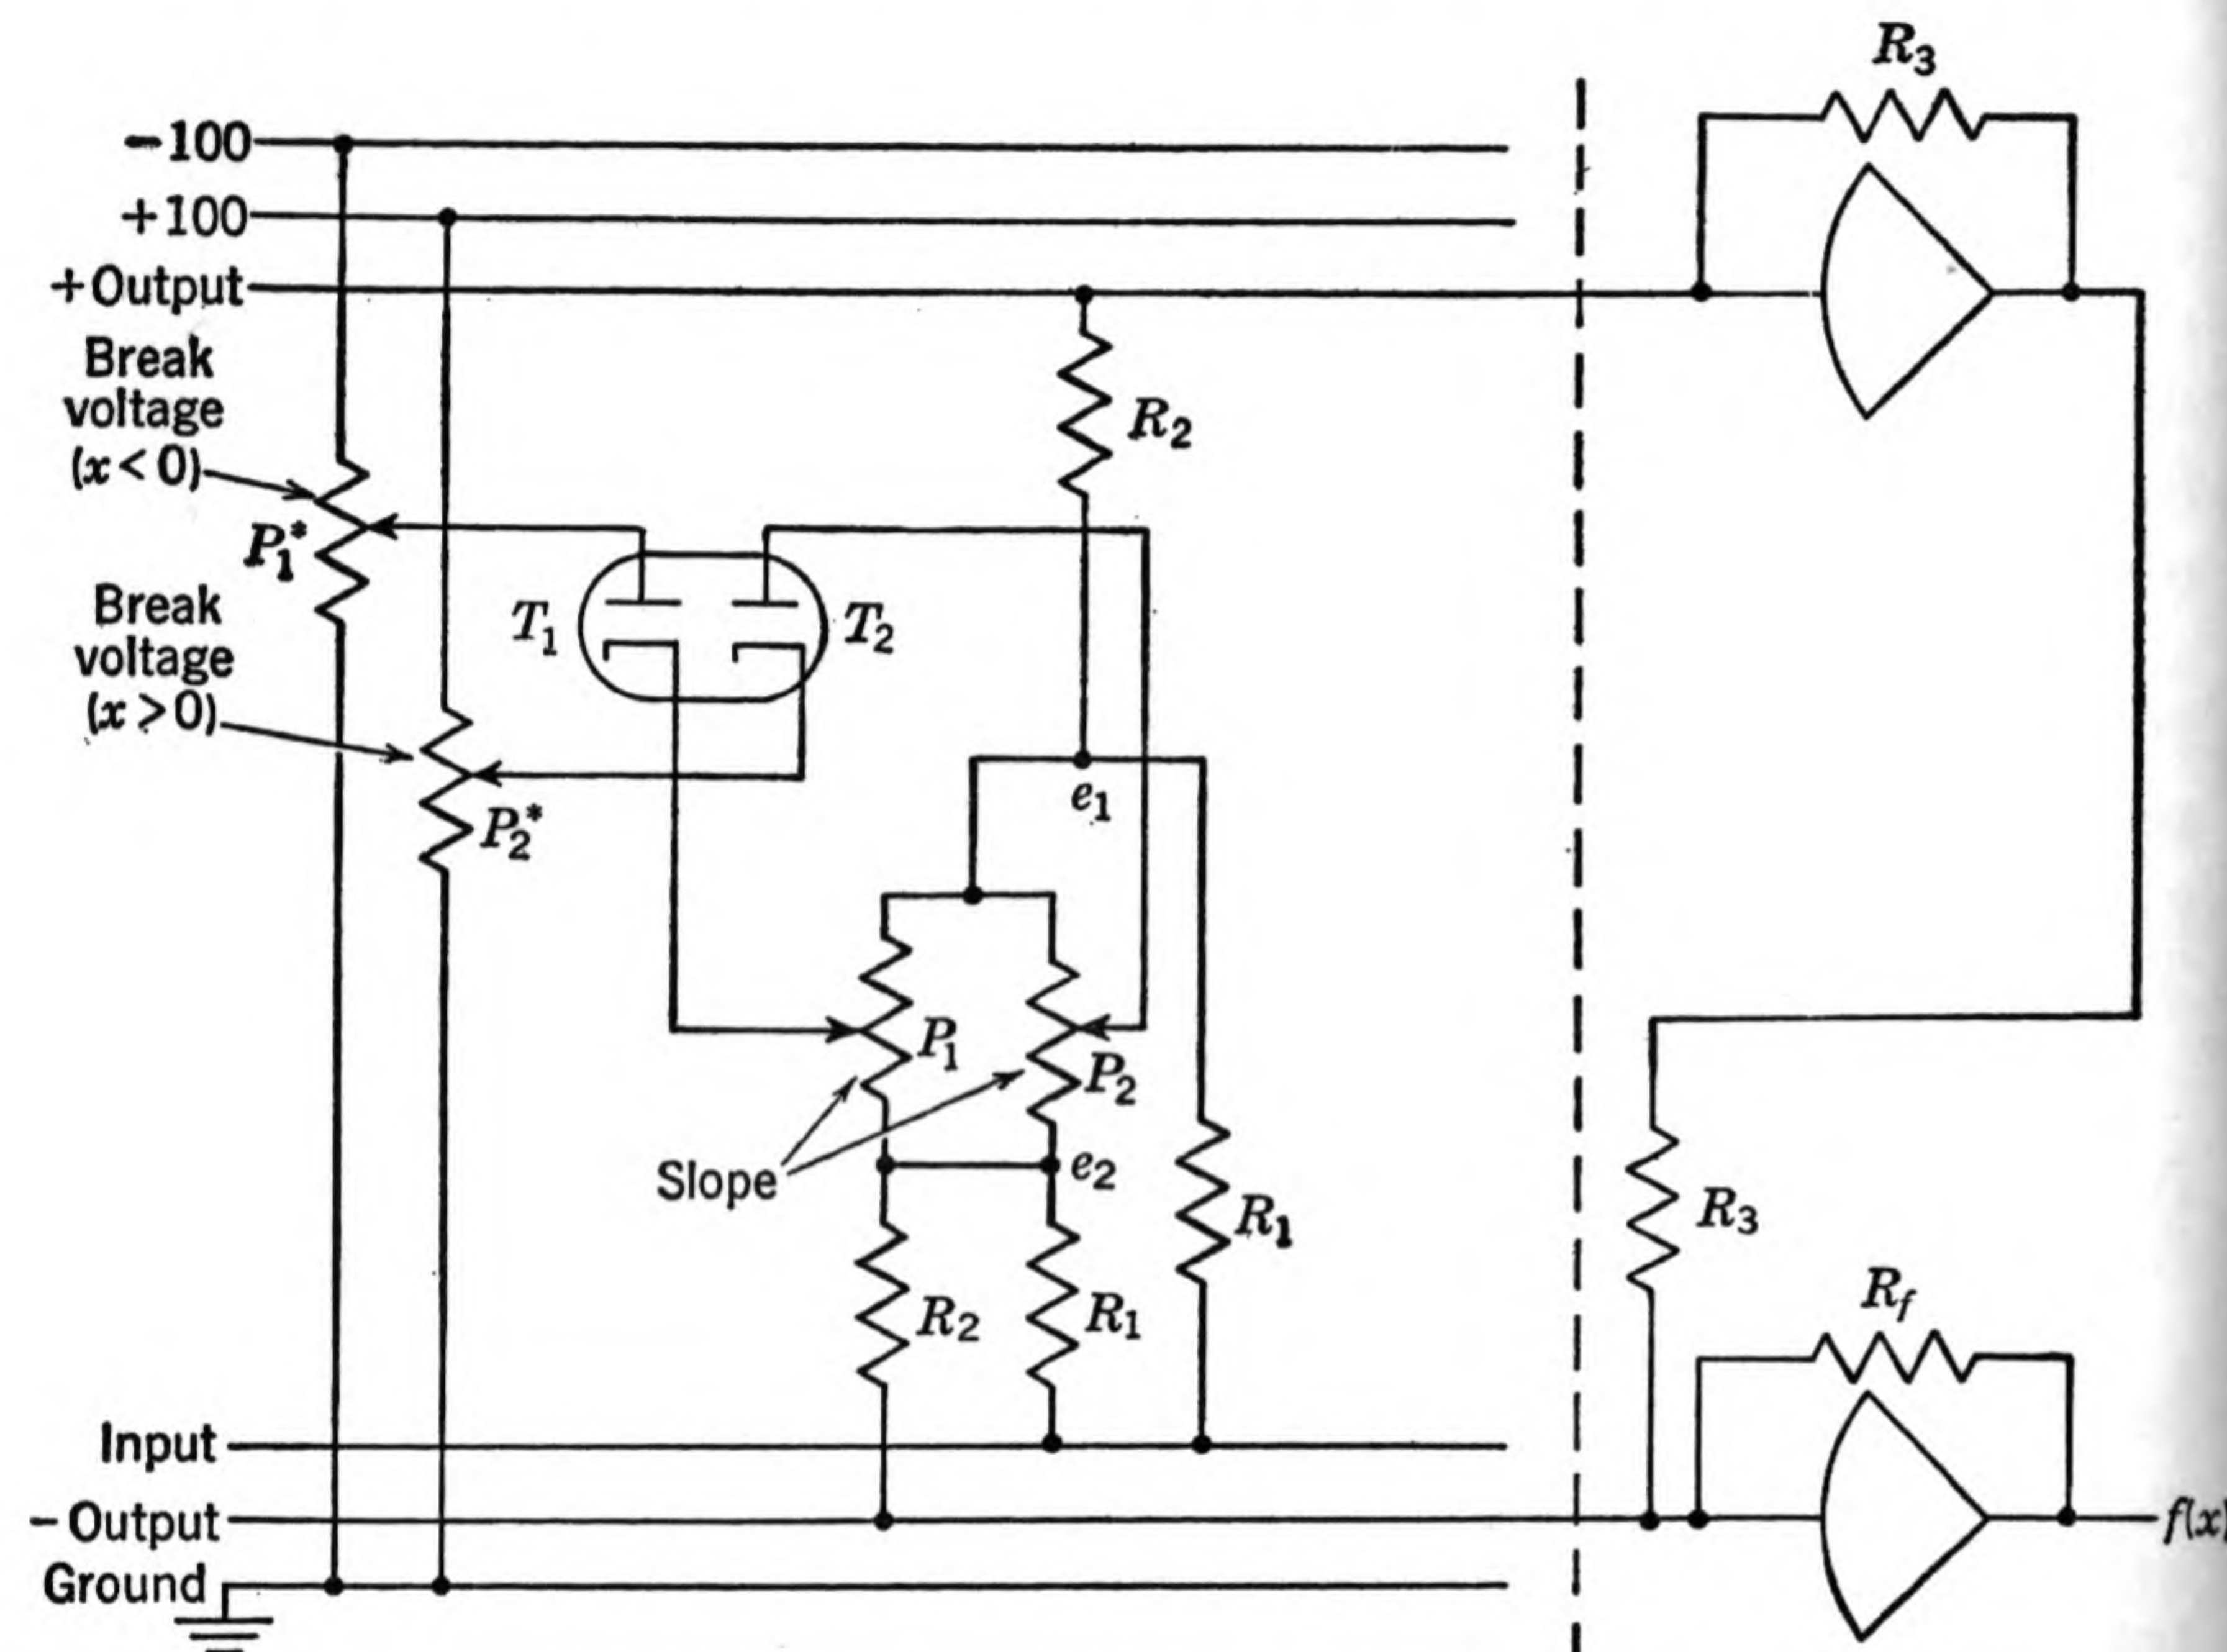 R3
−100
+100
+Output
Break
voltage
(x < 0)
R2
P1*
Break
voltage
(x > 0)
T1
T2
e1
P2*
P1
P2
Slope
e2
R1
R3
R2
R1
Rf
Input
−Output
f(x)
Ground